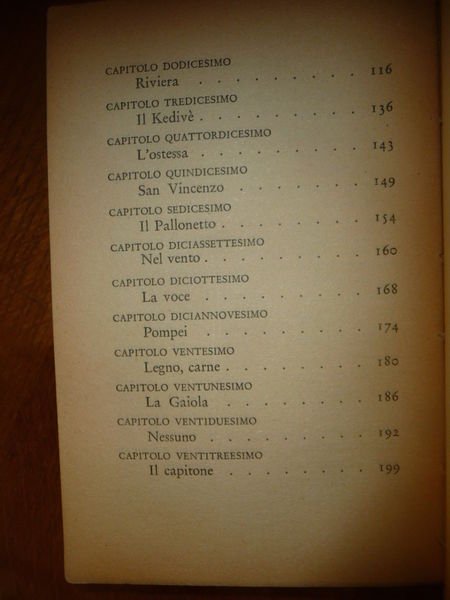 CAPITOLO DODICESIMO
Riviera . . . . . . . . 116
CAPITOLO TREDICESIMO
Il Kedivè . . . . . . . 136
CAPITOLO QUATTORDICESIMO
L'ostessa . . . . . . . 143
CAPITOLO QUINDICESIMO
San Vincenzo . . . . . . 149
CAPITOLO SEDICESIMO
Il Pallonetto . . . . . . 154
CAPITOLO DICIASSETTESIMO
Nel vento . . . . . . . 160
CAPITOLO DICIOTTESIMO
La voce . . . . . . . 168
CAPITOLO DICIANNOVESIMO
Pompei . . . . . . . 174
CAPITOLO VENTESIMO
Legno, carne . . . . . . 180
CAPITOLO VENTUNESIMO
La Gaiola . . . . . . . 186
CAPITOLO VENTIDUESIMO
Nessuno . . . . . . . 192
CAPITOLO VENTITREESIMO
Il capitone . . . . . . 199